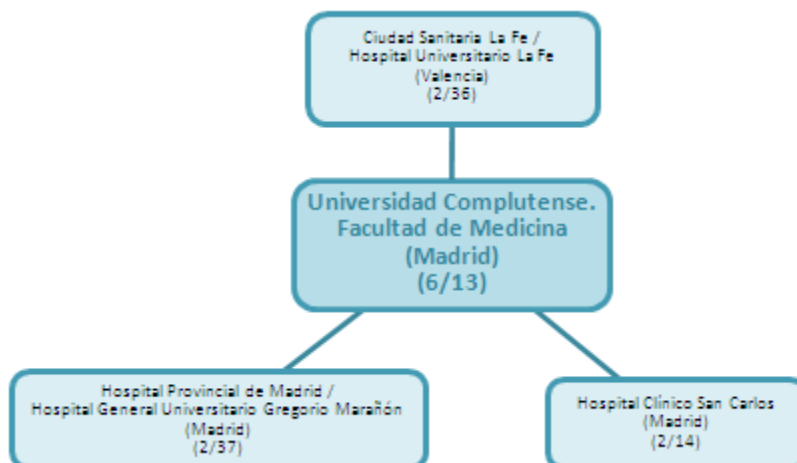 Ciudad Sanitaria La Fe /
Hospital Universitario La Fe
(Valencia)
(2/36)
Universidad Complutense.
Facultad de Medicina
(Madrid)
(6/13)
Hospital Provincial de Madrid /
Hospital General Universitario Gregorio Marañón
(Madrid)
(2/37)
Hospital Clínico San Carlos
(Madrid)
(2/14)